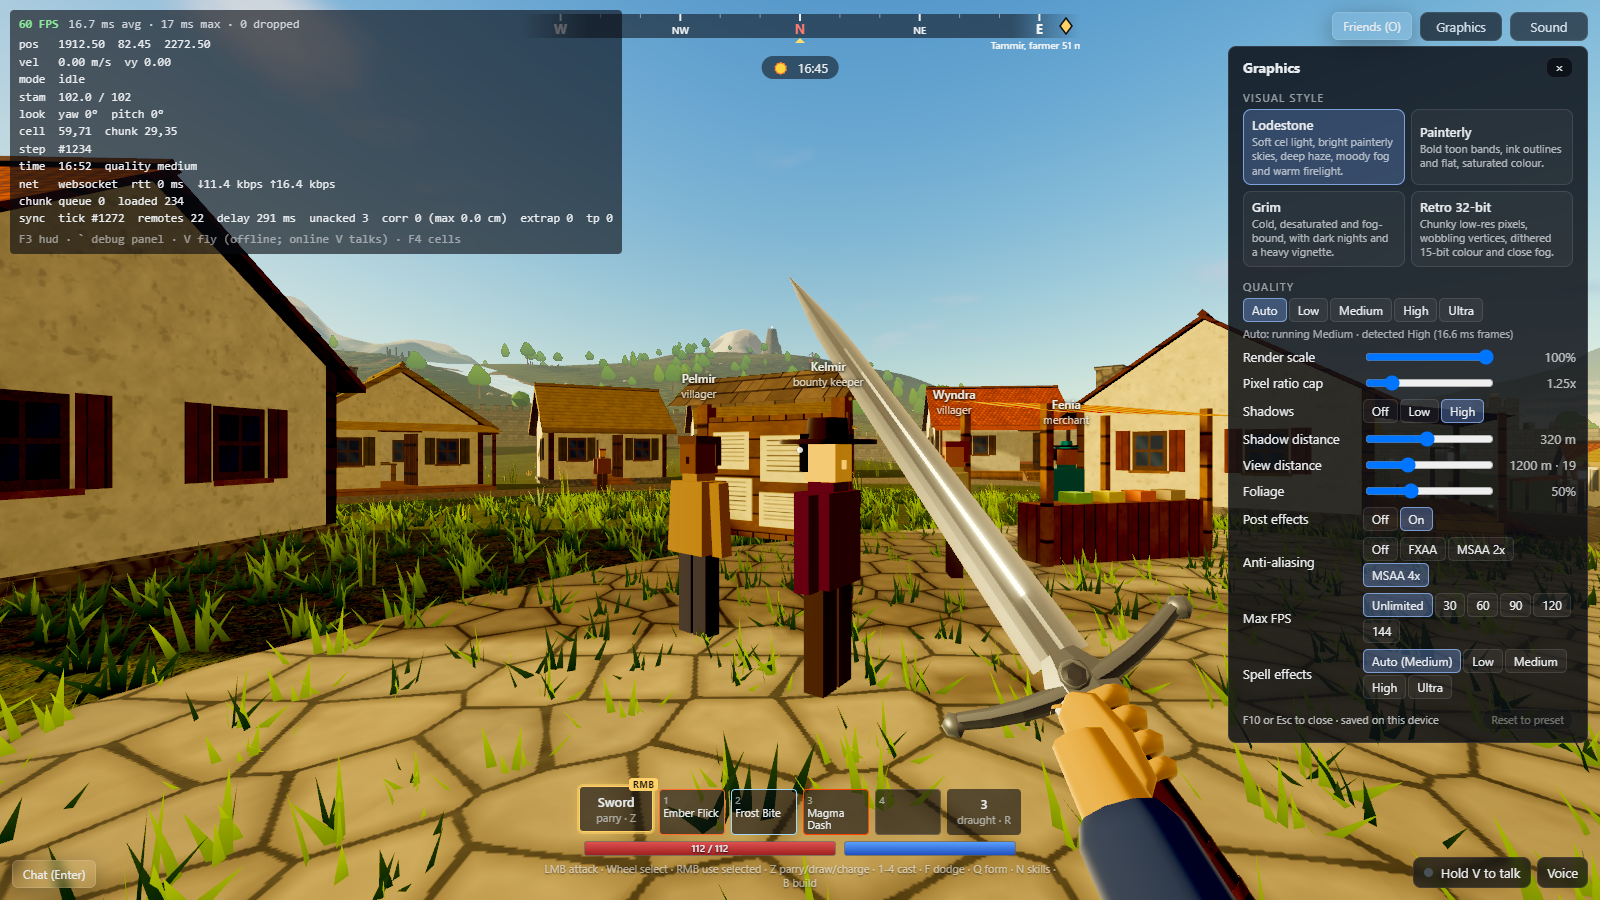 60 FPS 16.7 ms avg · 17 ms max · 0 dropped
pos 1912.50 82.45 2272.50
vel 0.00 m/s vy 0.00
mode idle
stam 102.0 / 102
look yaw 0° pitch 0°
cell 59,71 chunk 29,35
step #1234
time 16:52 quality medium
net websocket rtt 0 ms ↓11.4 kbps ↑16.4 kbps
chunk queue 0 loaded 234
sync tick #1272 remotes 22 delay 291 ms unacked 3 corr 0 (max 0.0 cm) extrap 0 tp 0
F3 hud · ` debug panel · V fly (offline; online V talks) · F4 cells
W NW N NE E
Tammir, farmer 51 m
16:45
Friends (O) Graphics Sound
Graphics ×
VISUAL STYLE
Lodestone
Soft cel light, bright painterly
skies, deep haze, moody fog
and warm firelight.
Painterly
Bold toon bands, ink outlines
and flat, saturated colour.
Grim
Cold, desaturated and fog-
bound, with dark nights and
a heavy vignette.
Retro 32-bit
Chunky low-res pixels,
wobbling vertices, dithered
15-bit colour and close fog.
QUALITY
Auto Low Medium High Ultra
Auto: running Medium · detected High (16.6 ms frames)
Render scale 100%
Pixel ratio cap 1.25x
Shadows Off Low High
Shadow distance 320 m
View distance 1200 m · 19
Foliage 50%
Post effects Off On
Anti-aliasing Off FXAA MSAA 2x
MSAA 4x
Max FPS Unlimited 30 60 90 120
144
Spell effects Auto (Medium) Low Medium
High Ultra
F10 or Esc to close · saved on this device Reset to preset
Pelmir
villager
Kelmir
bounty keeper
Wyndra
villager
Fenia
merchant
RMB
Sword
parry · Z
1
Ember Flick
2
Frost Bite
3
Magma
Dash
4
3
draught · R
112 / 112
LMB attack · Wheel select · RMB use selected · Z parry/draw/charge · 1-4 cast · F dodge · Q form · N skills ·
B build
Chat (Enter)
Hold V to talk
Voice